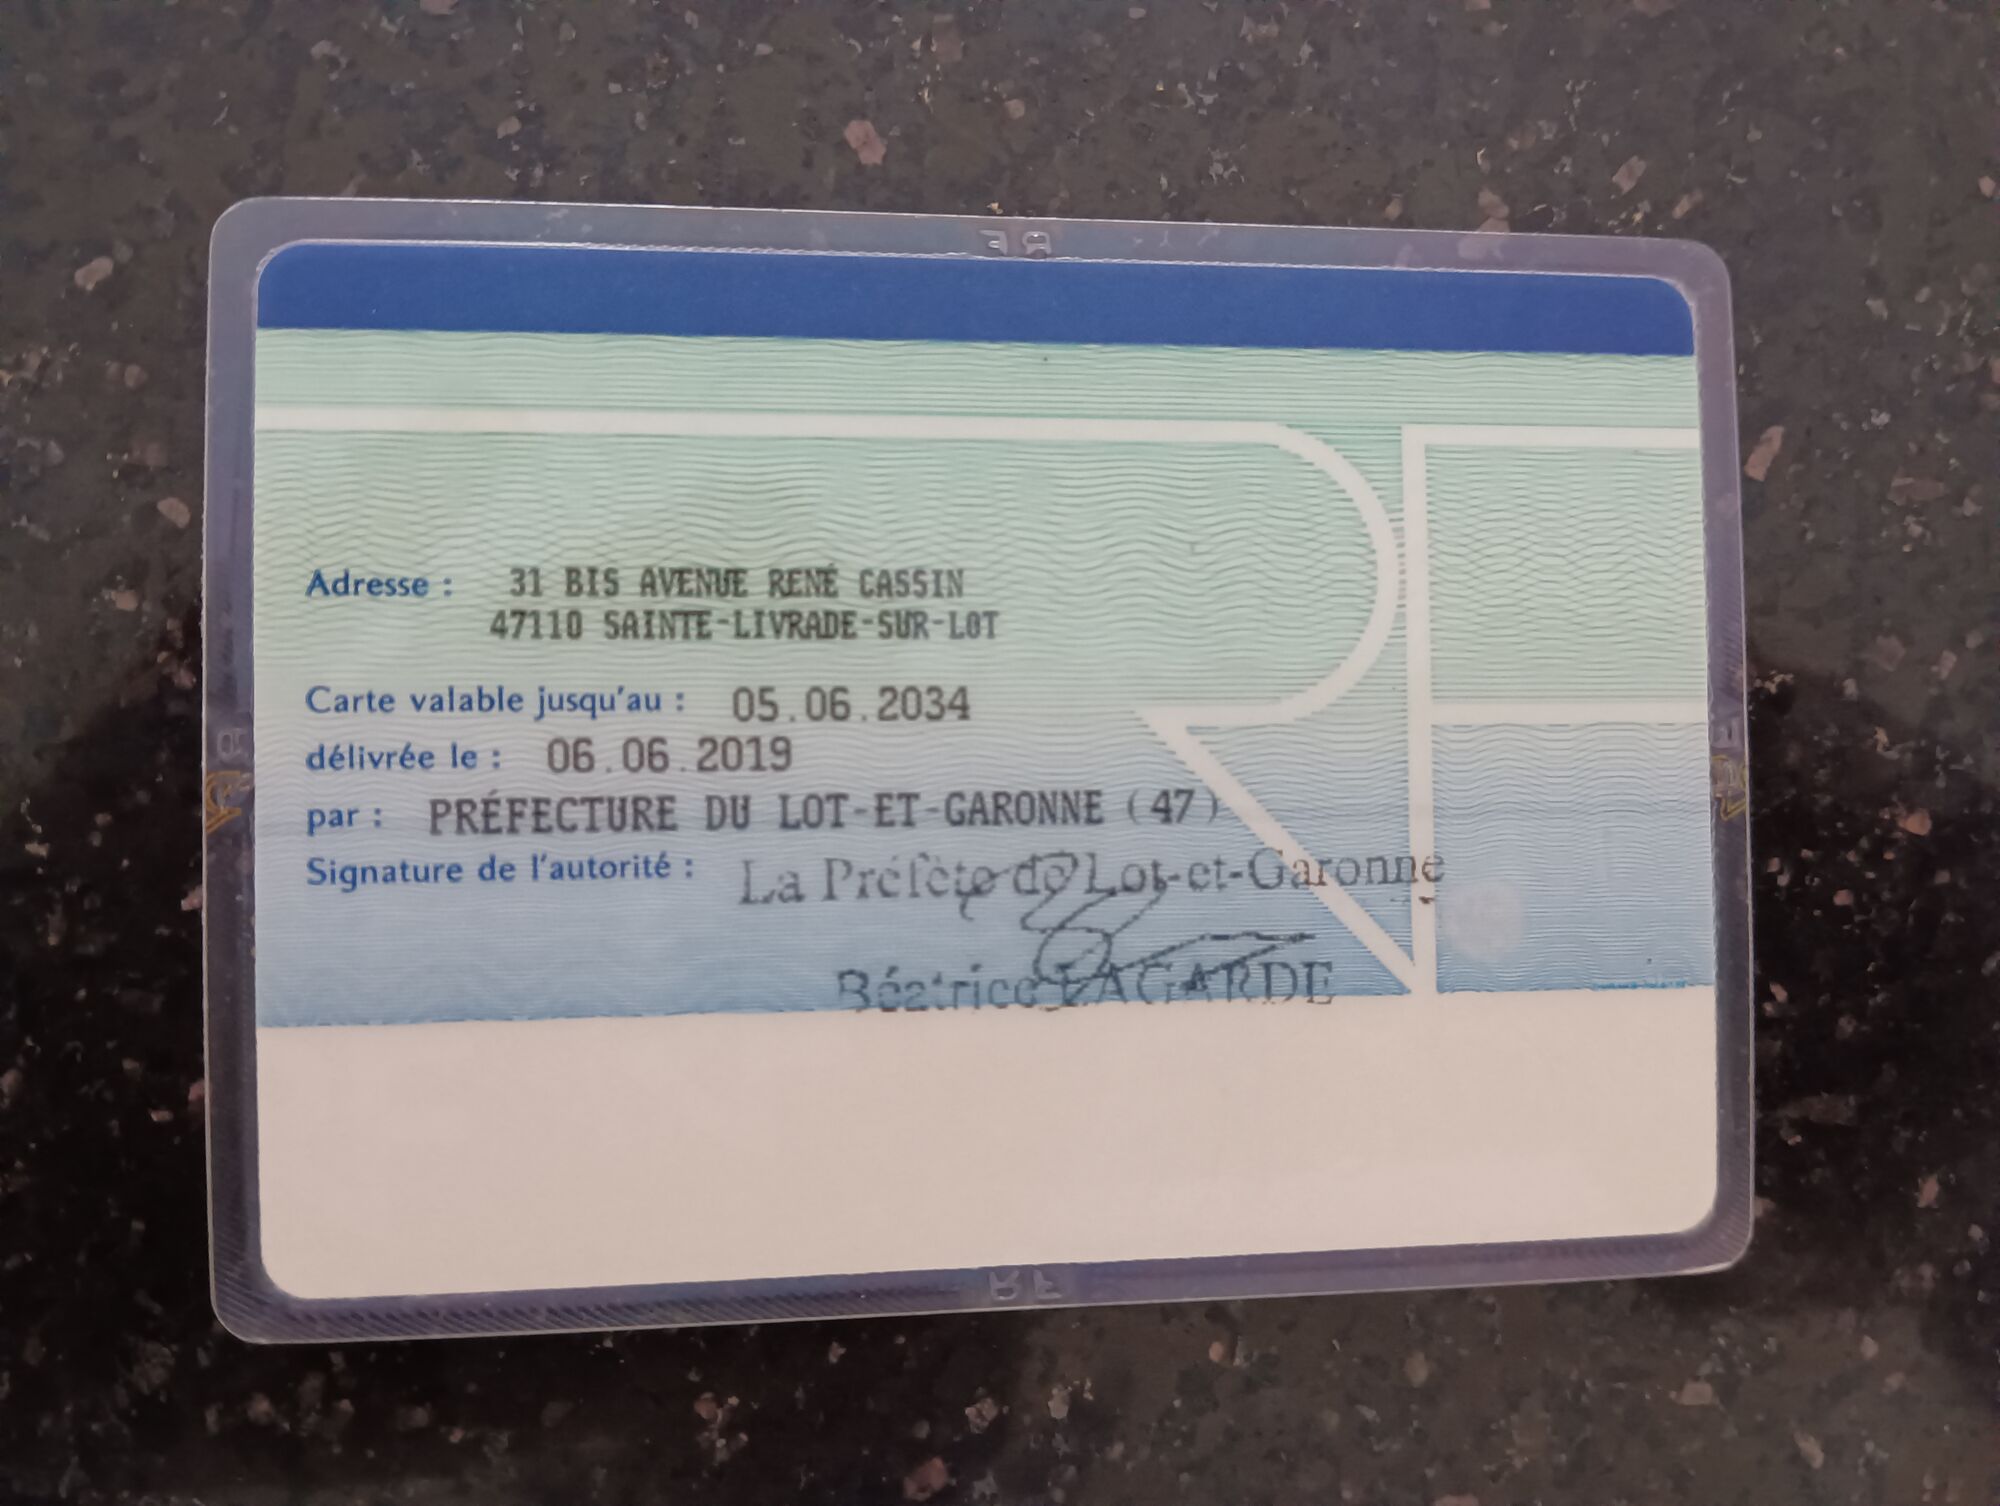 Adresse : 31 BIS AVENUE RENÉ CASSIN
47110 SAINTE-LIVRADE-SUR-LOT
Carte valable jusqu'au : 05.06.2034
délivrée le : 06.06.2019
par : PRÉFECTURE DU LOT-ET-GARONNE (47)
Signature de l'autorité : La Préfète de Lot-et-Garonne
Béatrice LAGARDE